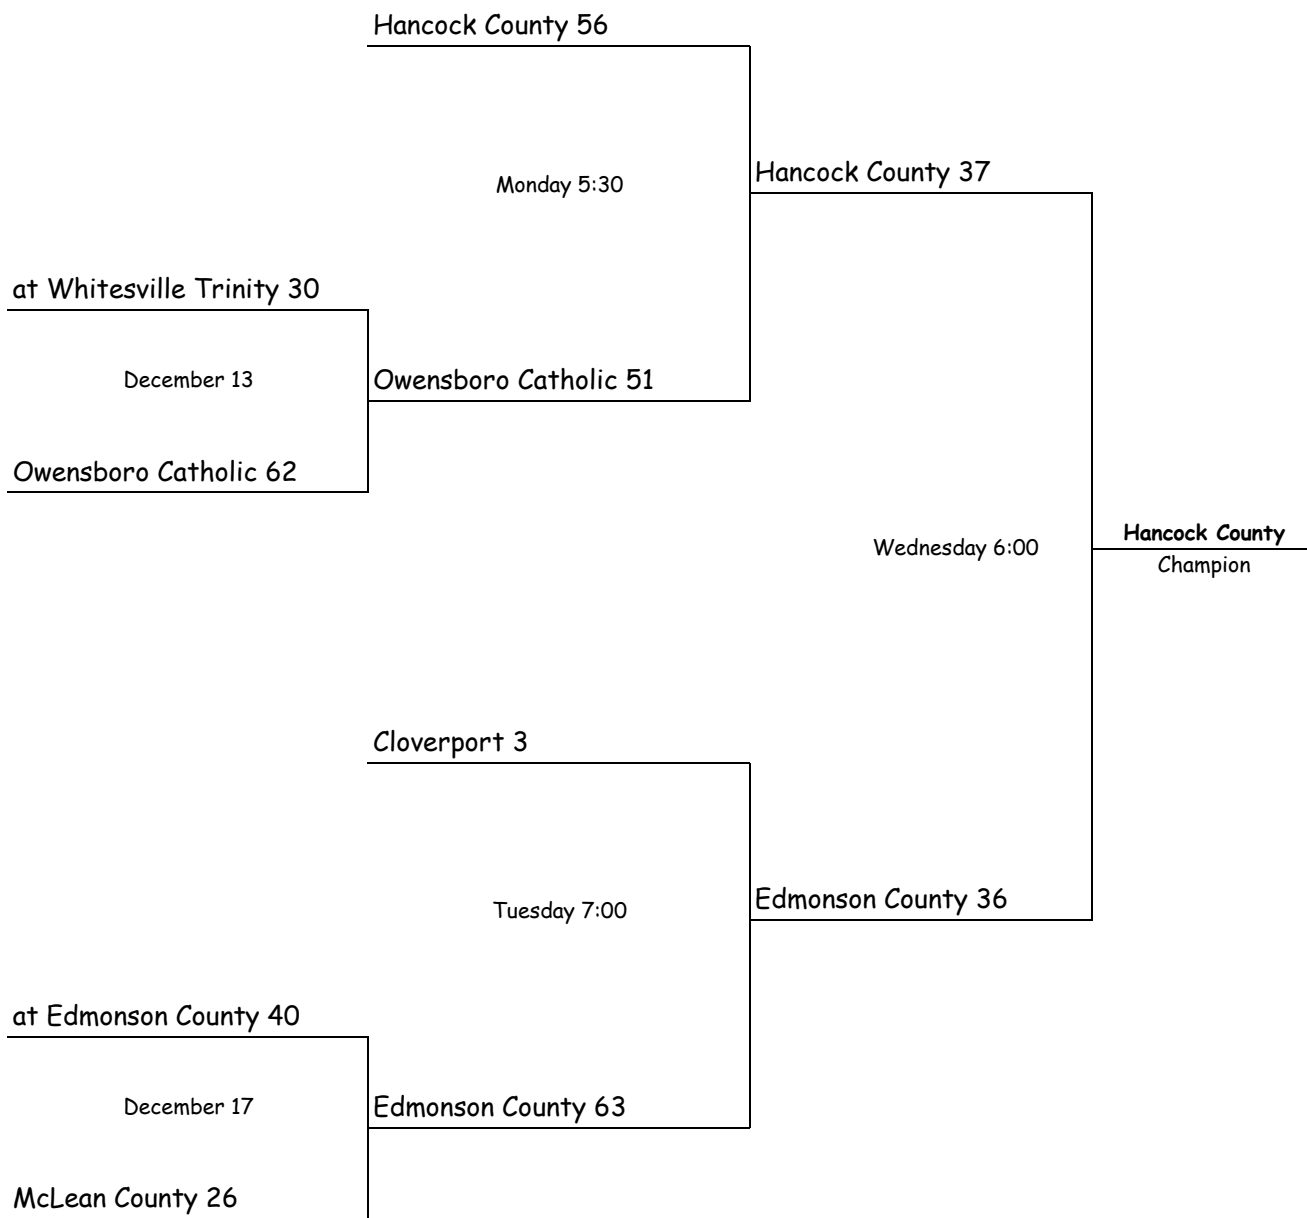 Hancock County 56
Monday 5:30
Hancock County 37
at Whitesville Trinity 30
December 13
Owensboro Catholic 51
Owensboro Catholic 62
Wednesday 6:00
Hancock County
Champion
Cloverport 3
Tuesday 7:00
Edmonson County 36
at Edmonson County 40
December 17
Edmonson County 63
McLean County 26